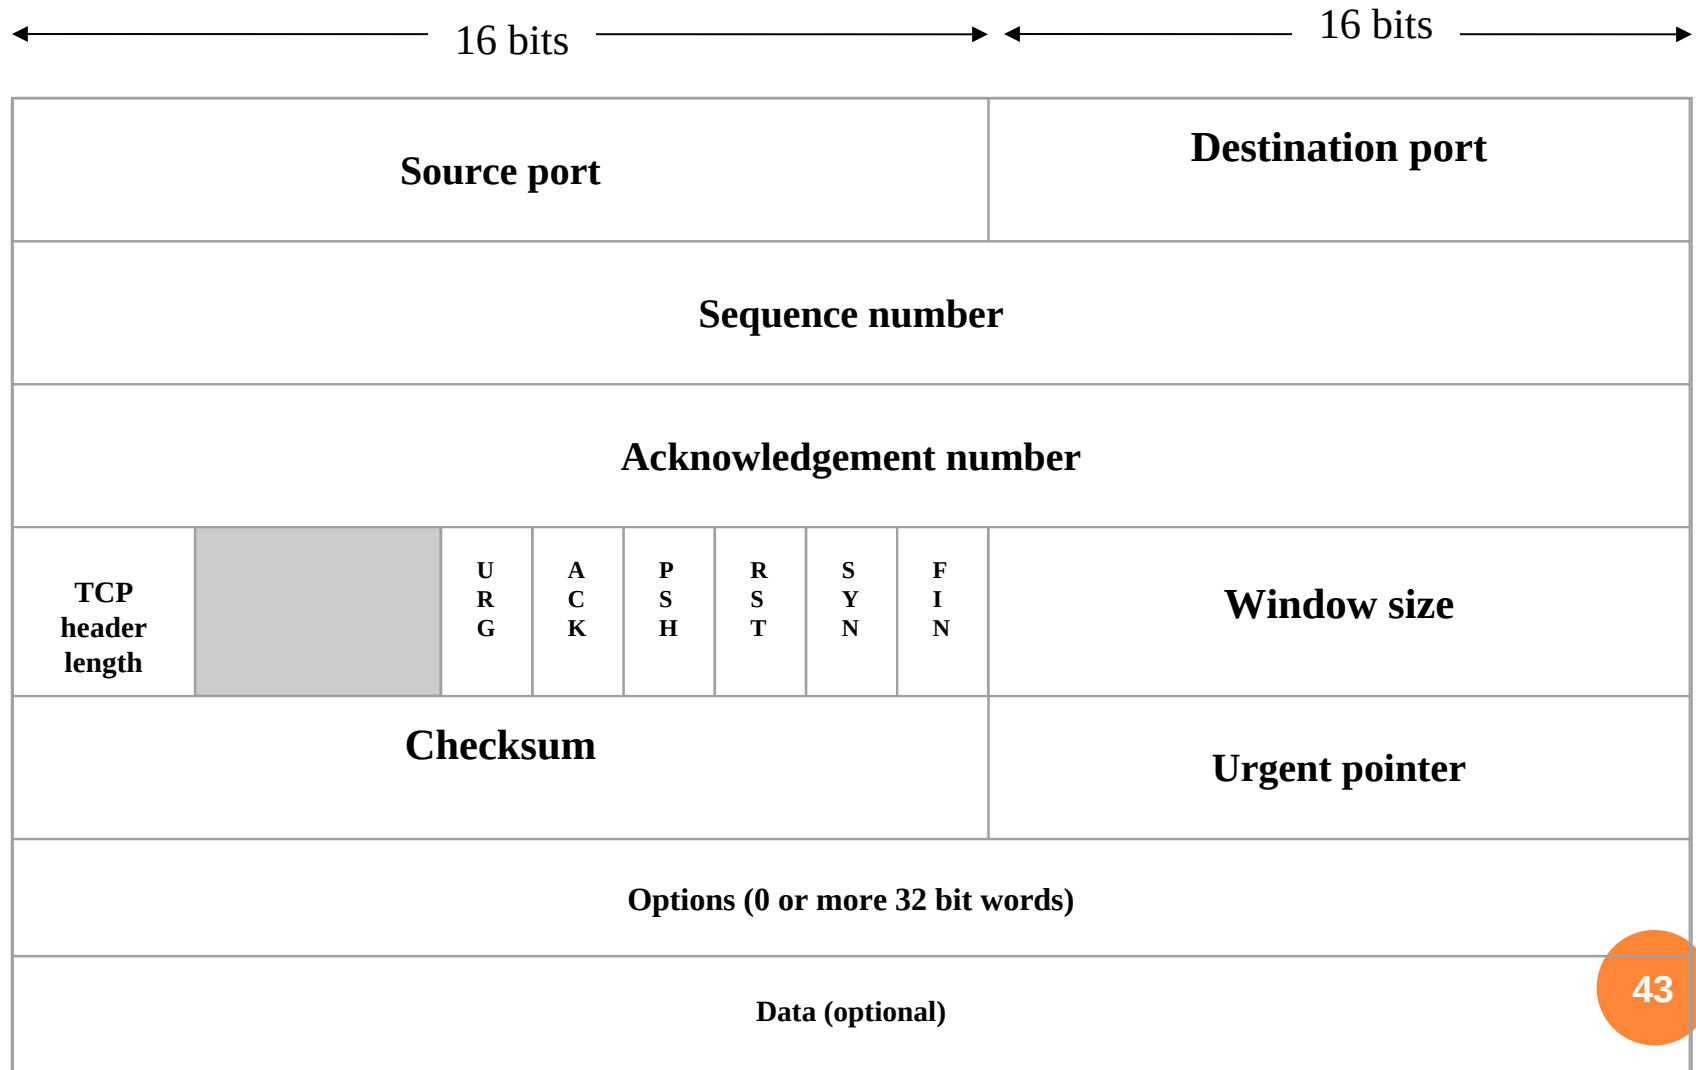 16 bits
16 bits
Source port
Destination port
Sequence number
Acknowledgement number
TCP
header
length
U
R
G
A
C
K
P
S
H
R
S
T
S
Y
N
F
I
N
Window size
Checksum
Urgent pointer
Options (0 or more 32 bit words)
Data (optional)
43